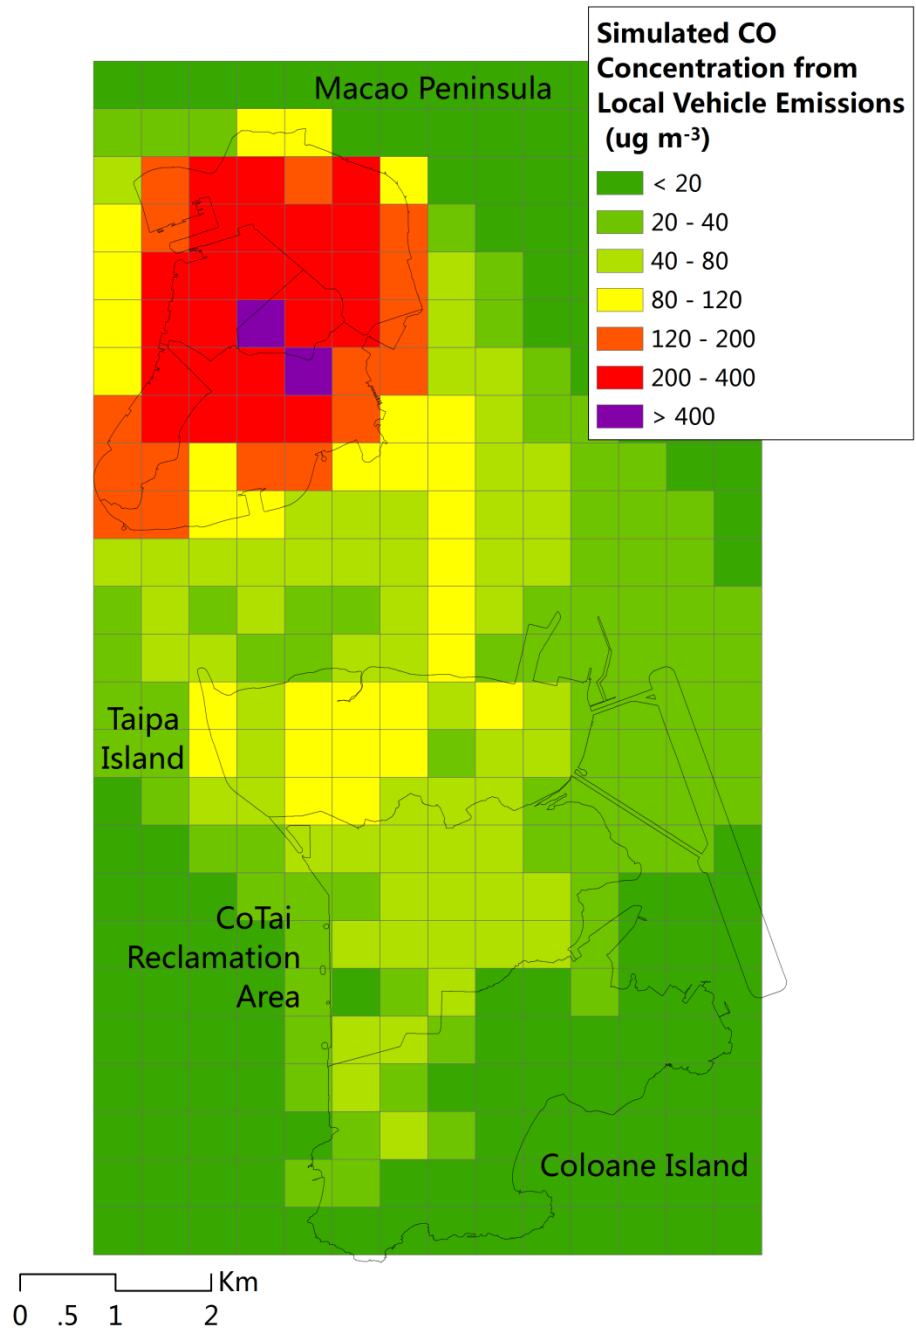 Simulated CO
Concentration from
Local Vehicle Emissions
(ug m-3)
< 20
20 - 40
40 - 80
80 - 120
120 - 200
200 - 400
> 400
Macao Peninsula
Taipa
Island
CoTai
Reclamation
Area
Coloane Island
Km
0 .5 1 2